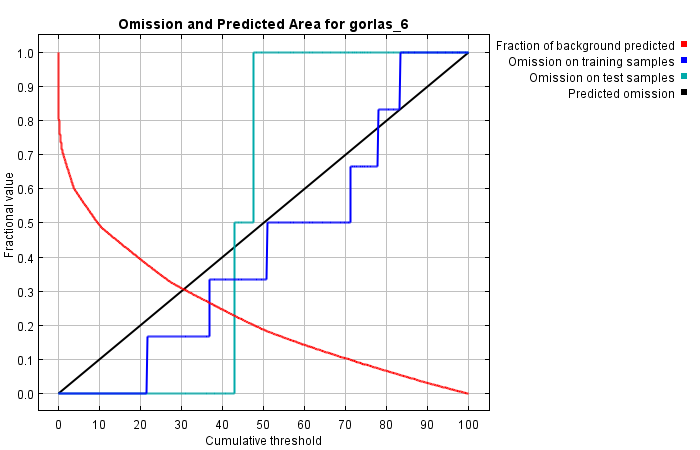 Omission and Predicted Area for gorlas_6
Fraction of background predicted
Omission on training samples
Omission on test samples
Predicted omission
Fractional value
1.0
0.9
0.8
0.7
0.6
0.5
0.4
0.3
0.2
0.1
0.0
0 10 20 30 40 50 60 70 80 90 100
Cumulative threshold